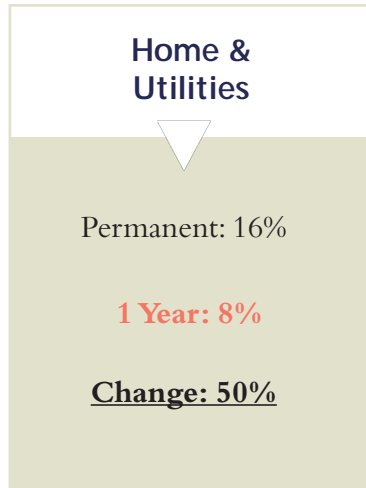 Home &
Utilities
Permanent: 16%
1 Year: 8%
Change: 50%